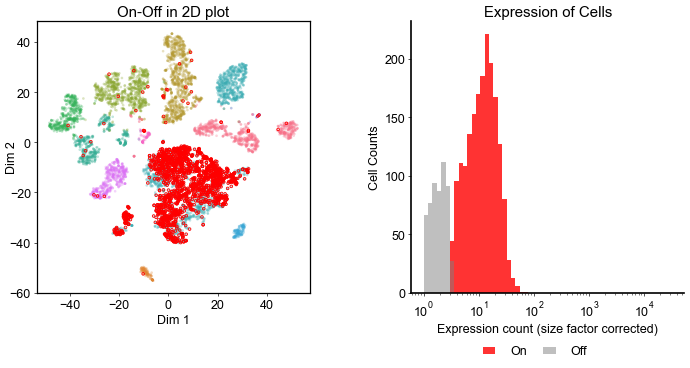 On-Off in 2D plot
Dim 2
40
20
0
−20
−40
−60
−40
−20
0
20
40
Dim 1
Expression of Cells
Cell Counts
200
150
100
50
0
10^0
10^1
10^2
10^3
10^4
Expression count (size factor corrected)
On
Off